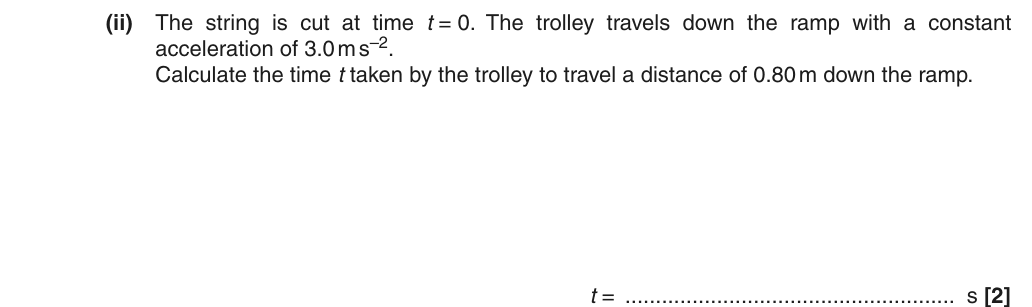 (ii) The string is cut at time t = 0. The trolley travels down the ramp with a constant
acceleration of 3.0 m s⁻².
Calculate the time t taken by the trolley to travel a distance of 0.80 m down the ramp.
t = ...................................................... s [2]